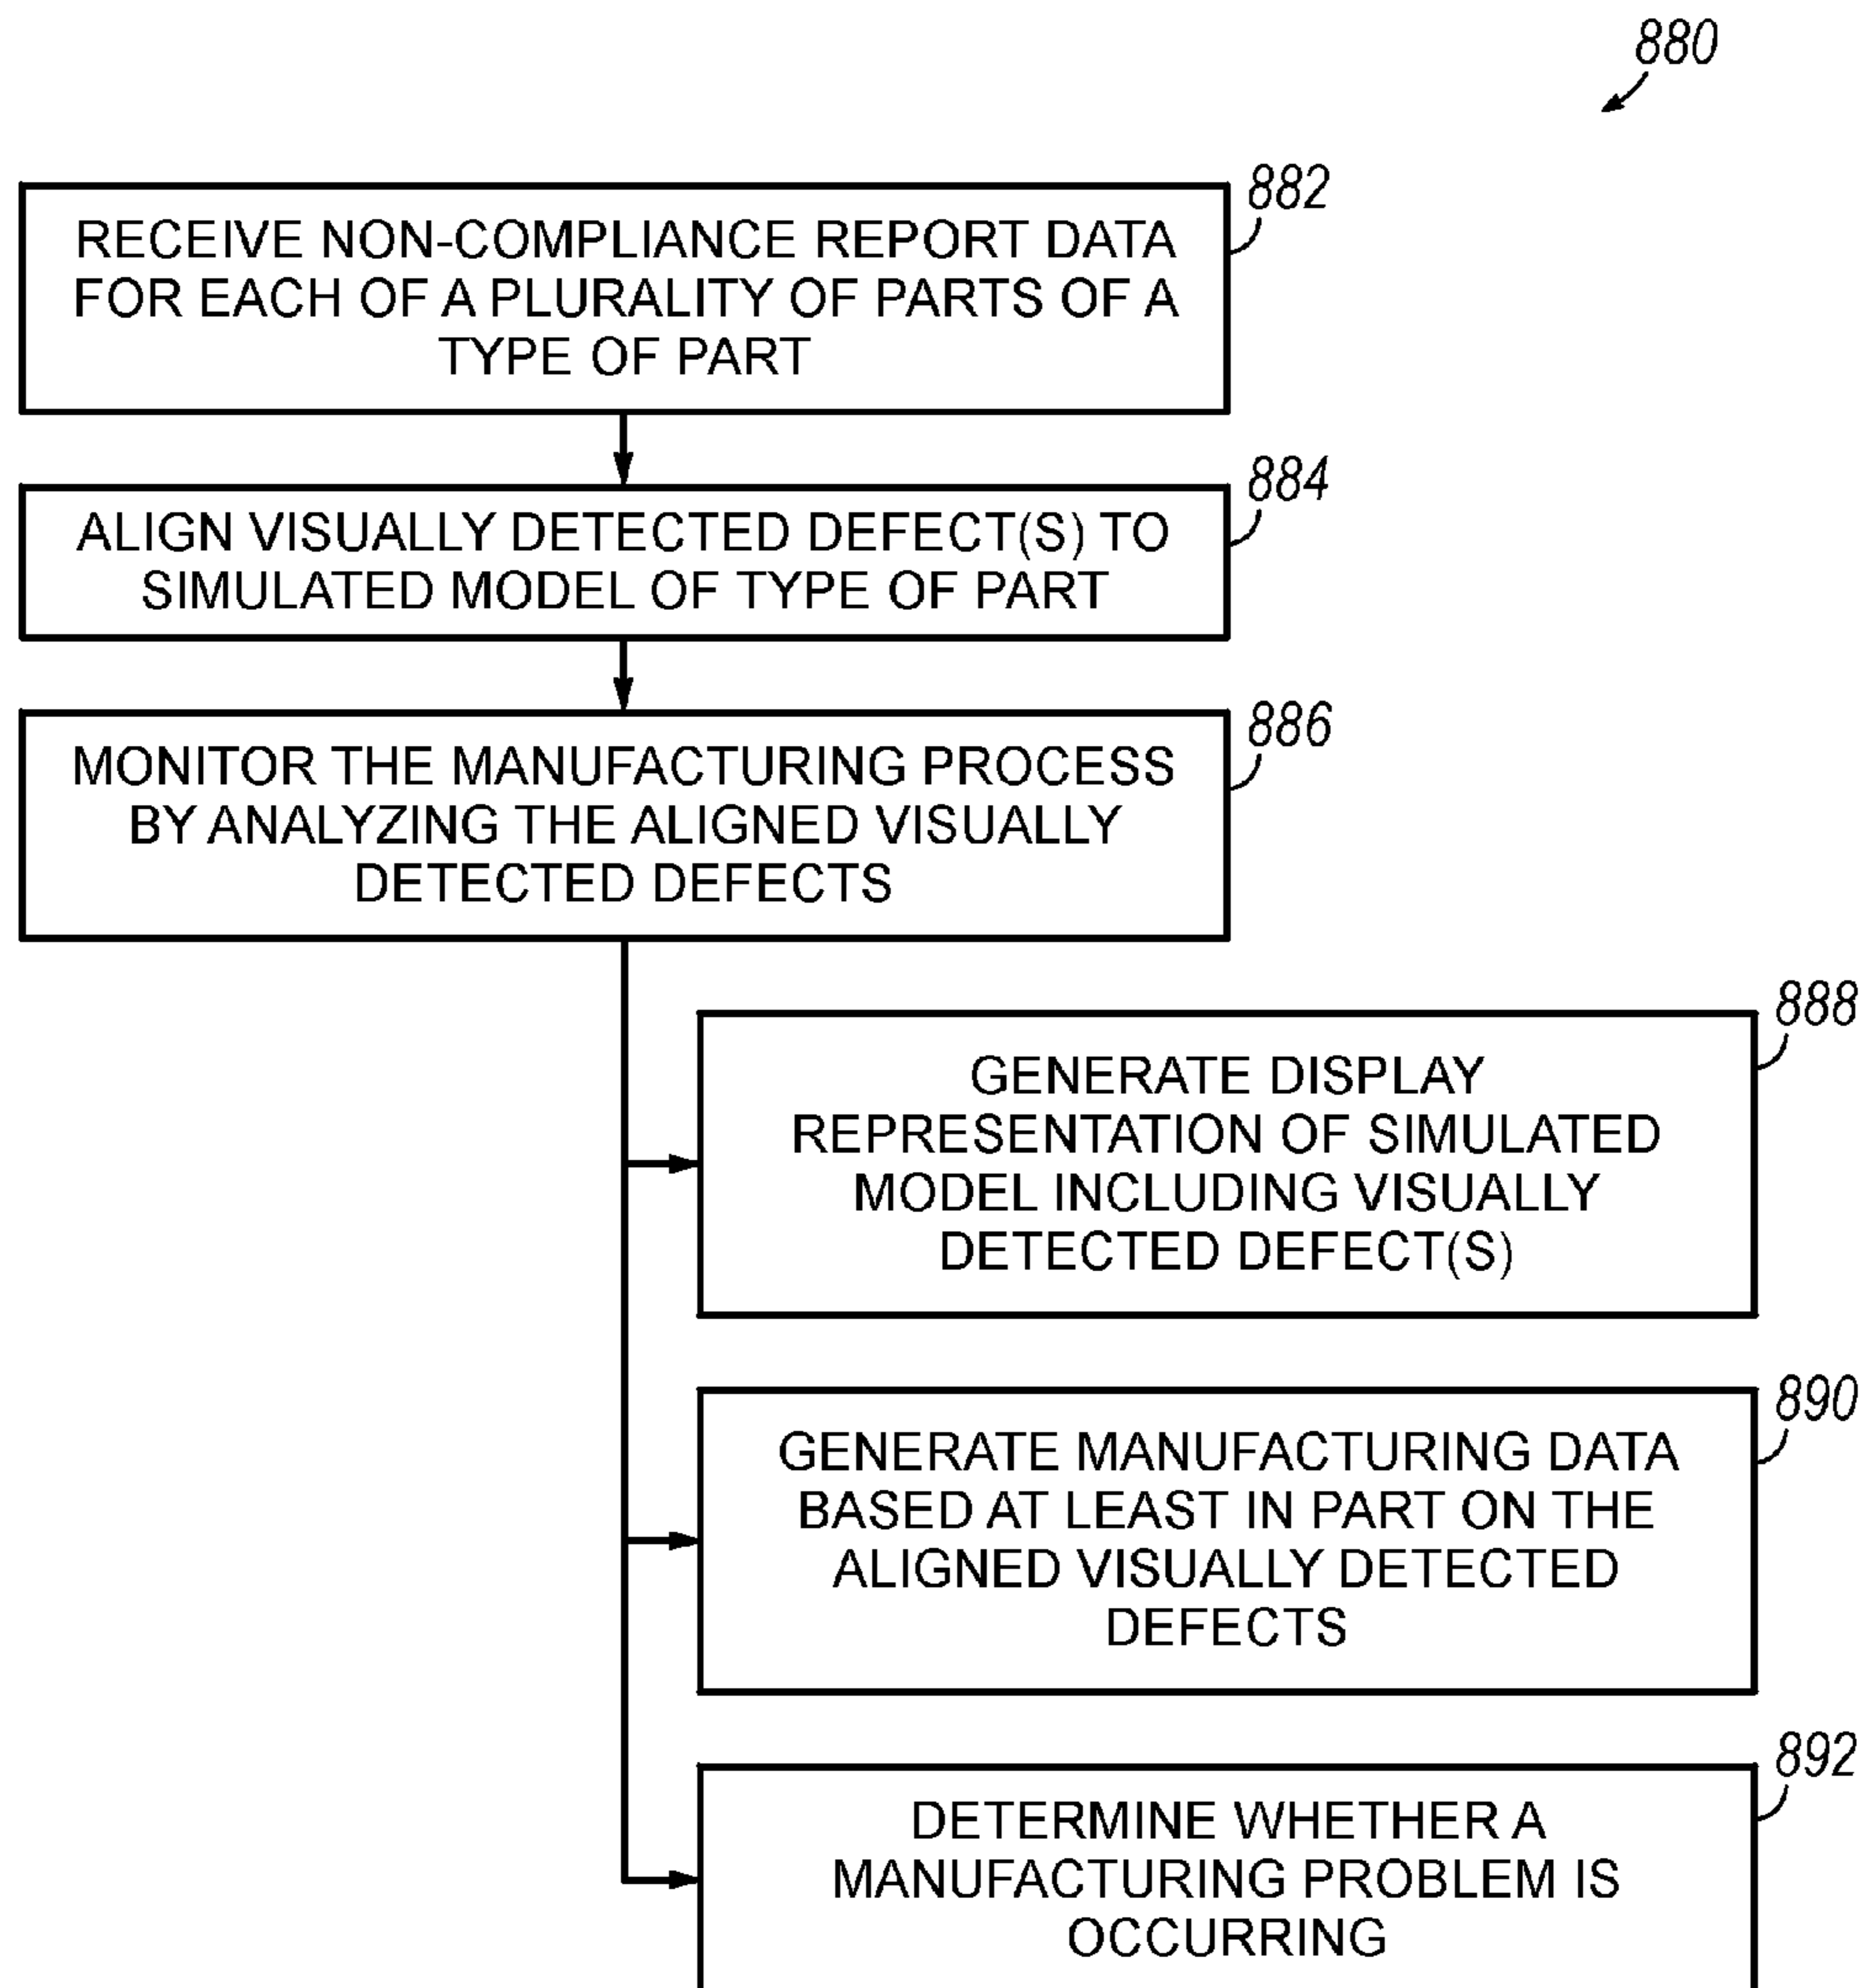 880
882
RECEIVE NON-COMPLIANCE REPORT DATA
FOR EACH OF A PLURALITY OF PARTS OF A
TYPE OF PART
884
ALIGN VISUALLY DETECTED DEFECT(S) TO
SIMULATED MODEL OF TYPE OF PART
886
MONITOR THE MANUFACTURING PROCESS
BY ANALYZING THE ALIGNED VISUALLY
DETECTED DEFECTS
888
GENERATE DISPLAY
REPRESENTATION OF SIMULATED
MODEL INCLUDING VISUALLY
DETECTED DEFECT(S)
890
GENERATE MANUFACTURING DATA
BASED AT LEAST IN PART ON THE
ALIGNED VISUALLY DETECTED
DEFECTS
892
DETERMINE WHETHER A
MANUFACTURING PROBLEM IS
OCCURRING